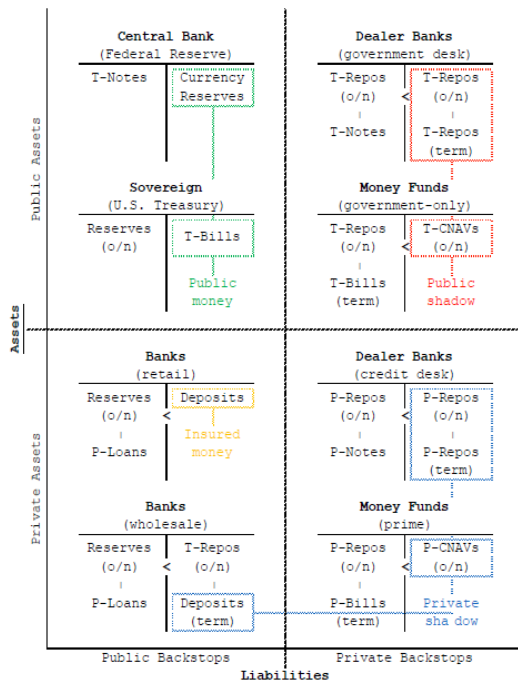 Central Bank
(Federal Reserve)
T-Notes
Currency
Reserves
Sovereign
(U.S. Treasury)
Reserves
(o/n)
T-Bills
Public
money
Dealer Banks
(government desk)
T-Repos < T-Repos
(o/n) (o/n)
T-Notes T-Repos
(term)
Money Funds
(government-only)
T-Repos < T-CNAVs
(o/n) (o/n)
T-Bills
(term)
Public
shadow
Banks
(retail)
Reserves < Deposits
(o/n)
P-Loans
Insured
money
Banks
(wholesale)
Reserves < T-Repos
(o/n) (o/n)
P-Loans Deposits
(term)
Dealer Banks
(credit desk)
P-Repos < P-Repos
(o/n) (o/n)
P-Notes P-Repos
(term)
Money Funds
(prime)
P-Repos < P-CNAVs
(o/n) (o/n)
P-Bills
(term)
Private
shadow
Public Assets
Assets
Private Assets
Public Backstops
Private Backstops
Liabilities